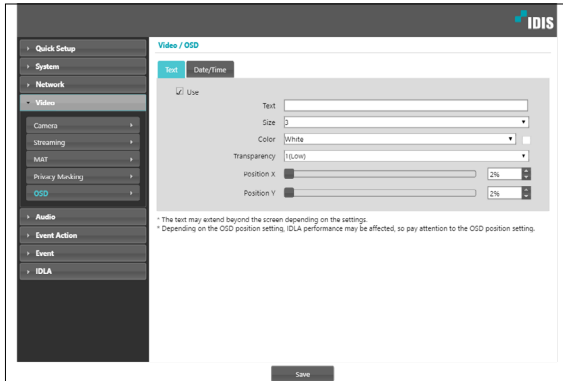 IDIS
Quick Setup
System
Network
Video
Camera
Streaming
MAT
Privacy Masking
OSD
Audio
Event Action
Event
IDLA
Video / OSD
Text Date/Time
Use
Text
Size 3
Color White
Transparency 1(Low)
Position X 2%
Position Y 2%
* The text may extend beyond the screen depending on the settings.
* Depending on the OSD position setting, IDLA performance may be affected, so pay attention to the OSD position setting.
Save